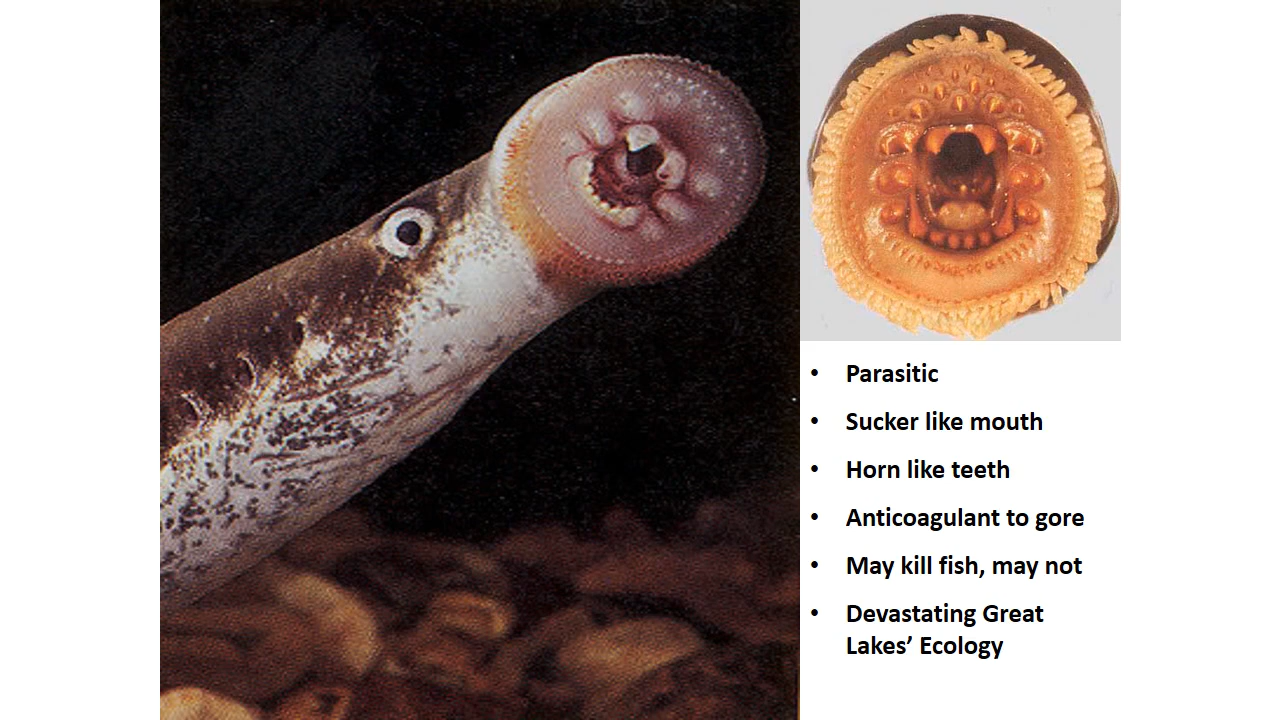 • Parasitic
• Sucker like mouth
• Horn like teeth
• Anticoagulant to gore
• May kill fish, may not
• Devastating Great
Lakes’ Ecology